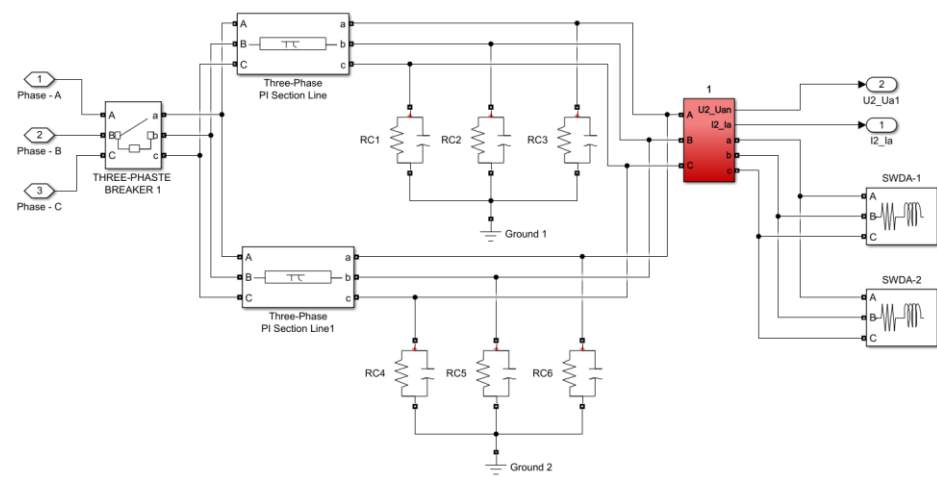 1
Phase - A
2
Phase - B
3
Phase - C
A
B
C
a
b
c
THREE-PHASTE
BREAKER 1
A
B
C
a
b
c
Three-Phase
PI Section Line
RC1
RC2
RC3
Ground 1
A
B
C
a
b
c
Three-Phase
PI Section Line1
RC4
RC5
RC6
Ground 2
1
A
B
C
U2_Uan
I2_Ia
a
b
c
2
U2_Ua1
1
I2_Ia
SWDA-1
A
B
C
SWDA-2
A
B
C